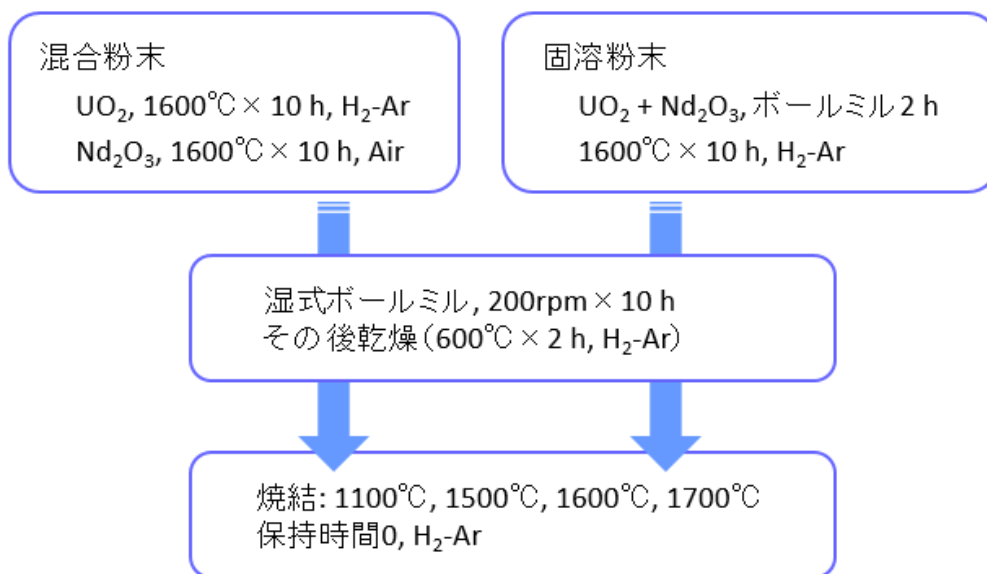 混合粉末
UO₂, 1600℃× 10 h, H₂-Ar
Nd₂O₃, 1600℃× 10 h, Air
固溶粉末
UO₂ + Nd₂O₃, ボールミル 2 h
1600℃× 10 h, H₂-Ar
湿式ボールミル, 200rpm × 10 h
その後乾燥（600℃× 2 h, H₂-Ar）
焼結: 1100℃, 1500℃, 1600℃, 1700℃
保持時間0, H₂-Ar